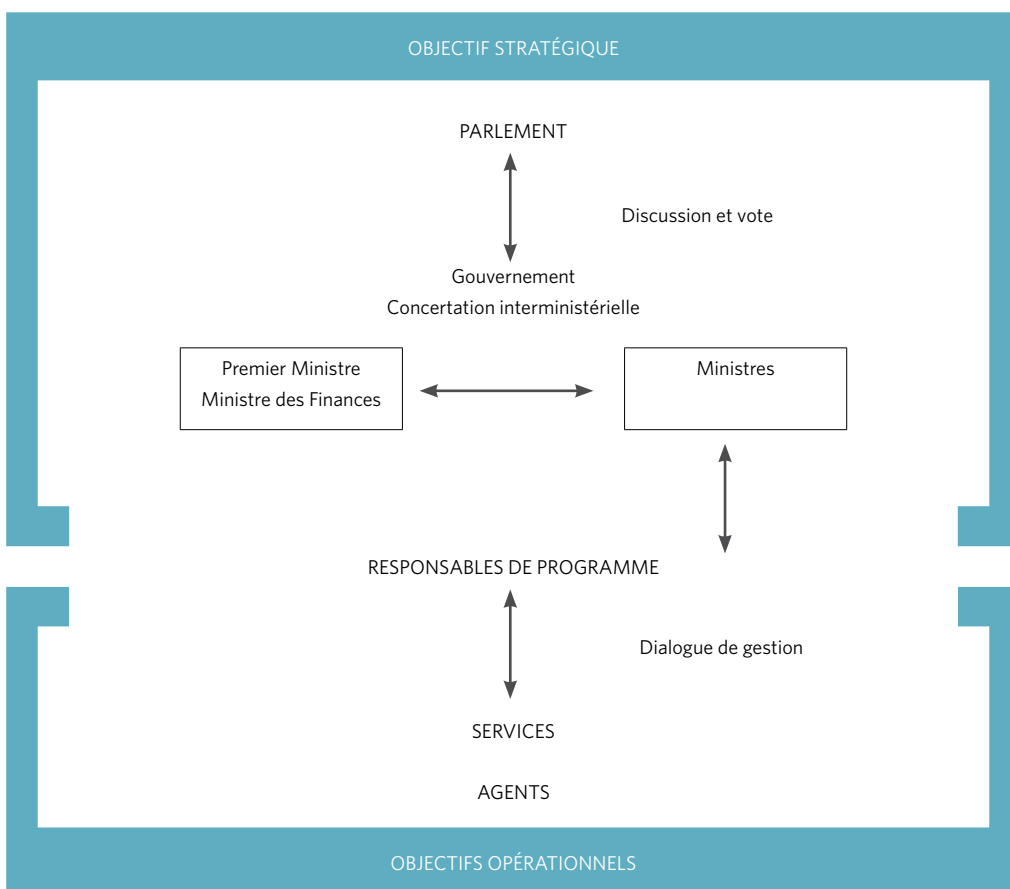 OBJECTIF STRATÉGIQUE
PARLEMENT
Discussion et vote
Gouvernement
Concertation interministérielle
Premier Ministre
Ministre des Finances
Ministres
RESPONSABLES DE PROGRAMME
Dialogue de gestion
SERVICES
AGENTS
OBJECTIFS OPÉRATIONNELS